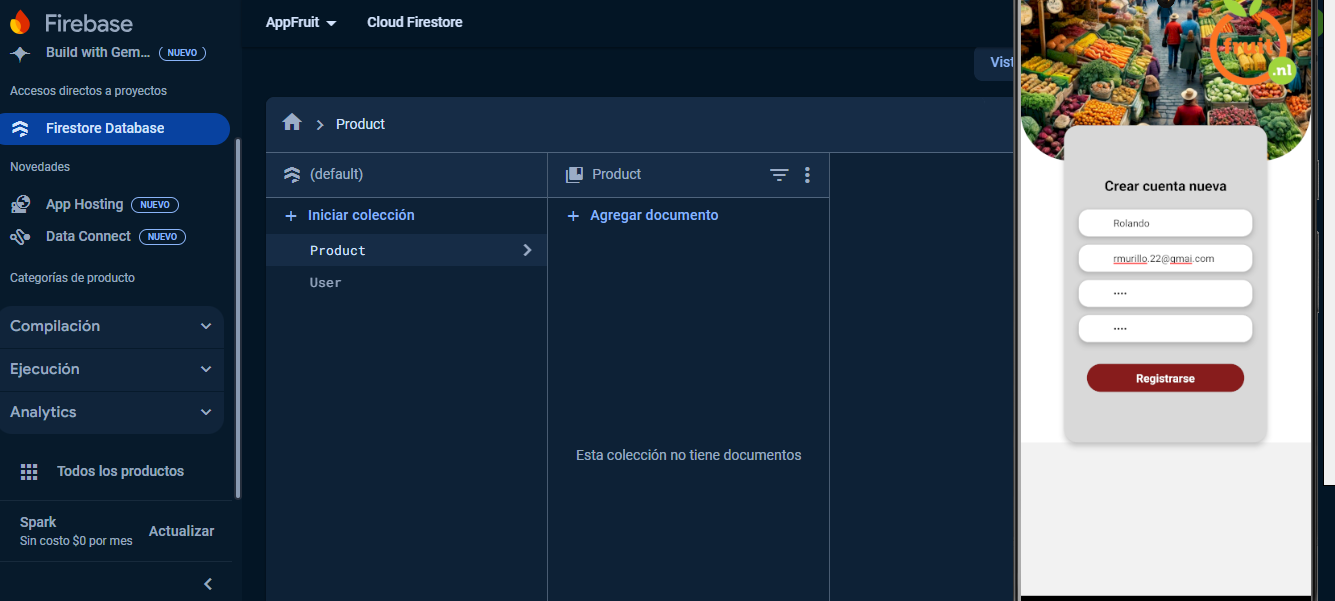 Firebase
Build with Gem... NUEVO
Accesos directos a proyectos
Firestore Database
Novedades
App Hosting NUEVO
Data Connect NUEVO
Categorías de producto
Compilación
Ejecución
Analytics
Todos los productos
Spark
Sin costo $0 por mes
Actualizar
AppFruit
Cloud Firestore
Vist
Product
(default)
Product
Iniciar colección
Agregar documento
Product
User
Esta colección no tiene documentos
fruit
.nl
Crear cuenta nueva
Rolando
rmurillo.22@gmai.com
••••
••••
Registrarse